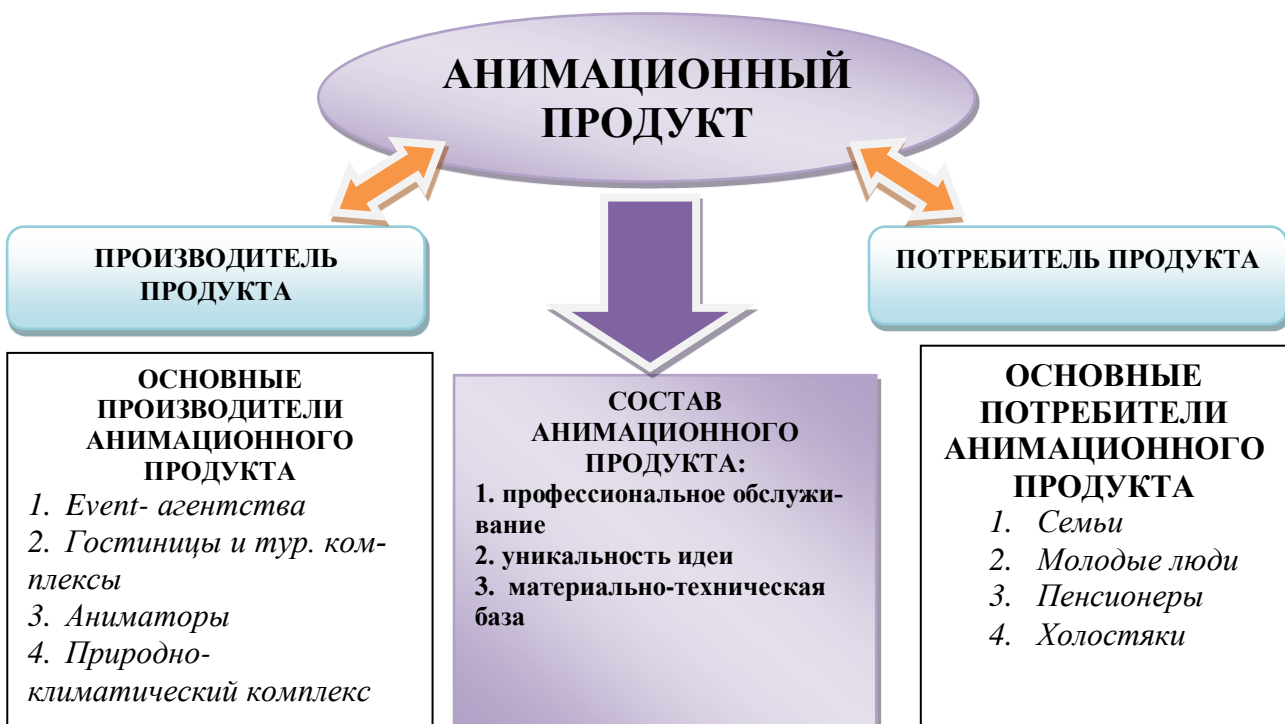 АНИМАЦИОННЫЙ
ПРОДУКТ
ПРОИЗВОДИТЕЛЬ
ПРОДУКТА
ПОТРЕБИТЕЛЬ ПРОДУКТА
ОСНОВНЫЕ
ПРОИЗВОДИТЕЛИ
АНИМАЦИОННОГО
ПРОДУКТА
1. Event- агентства
2. Гостиницы и тур. ком-
плексы
3. Аниматоры
4. Природно-
климатический комплекс
СОСТАВ
АНИМАЦИОННОГО
ПРОДУКТА:
1. профессиональное обслужи-
вание
2. уникальность идеи
3. материально-техническая
база
ОСНОВНЫЕ
ПОТРЕБИТЕЛИ
АНИМАЦИОННОГО
ПРОДУКТА
1. Семьи
2. Молодые люди
3. Пенсионеры
4. Холостяки